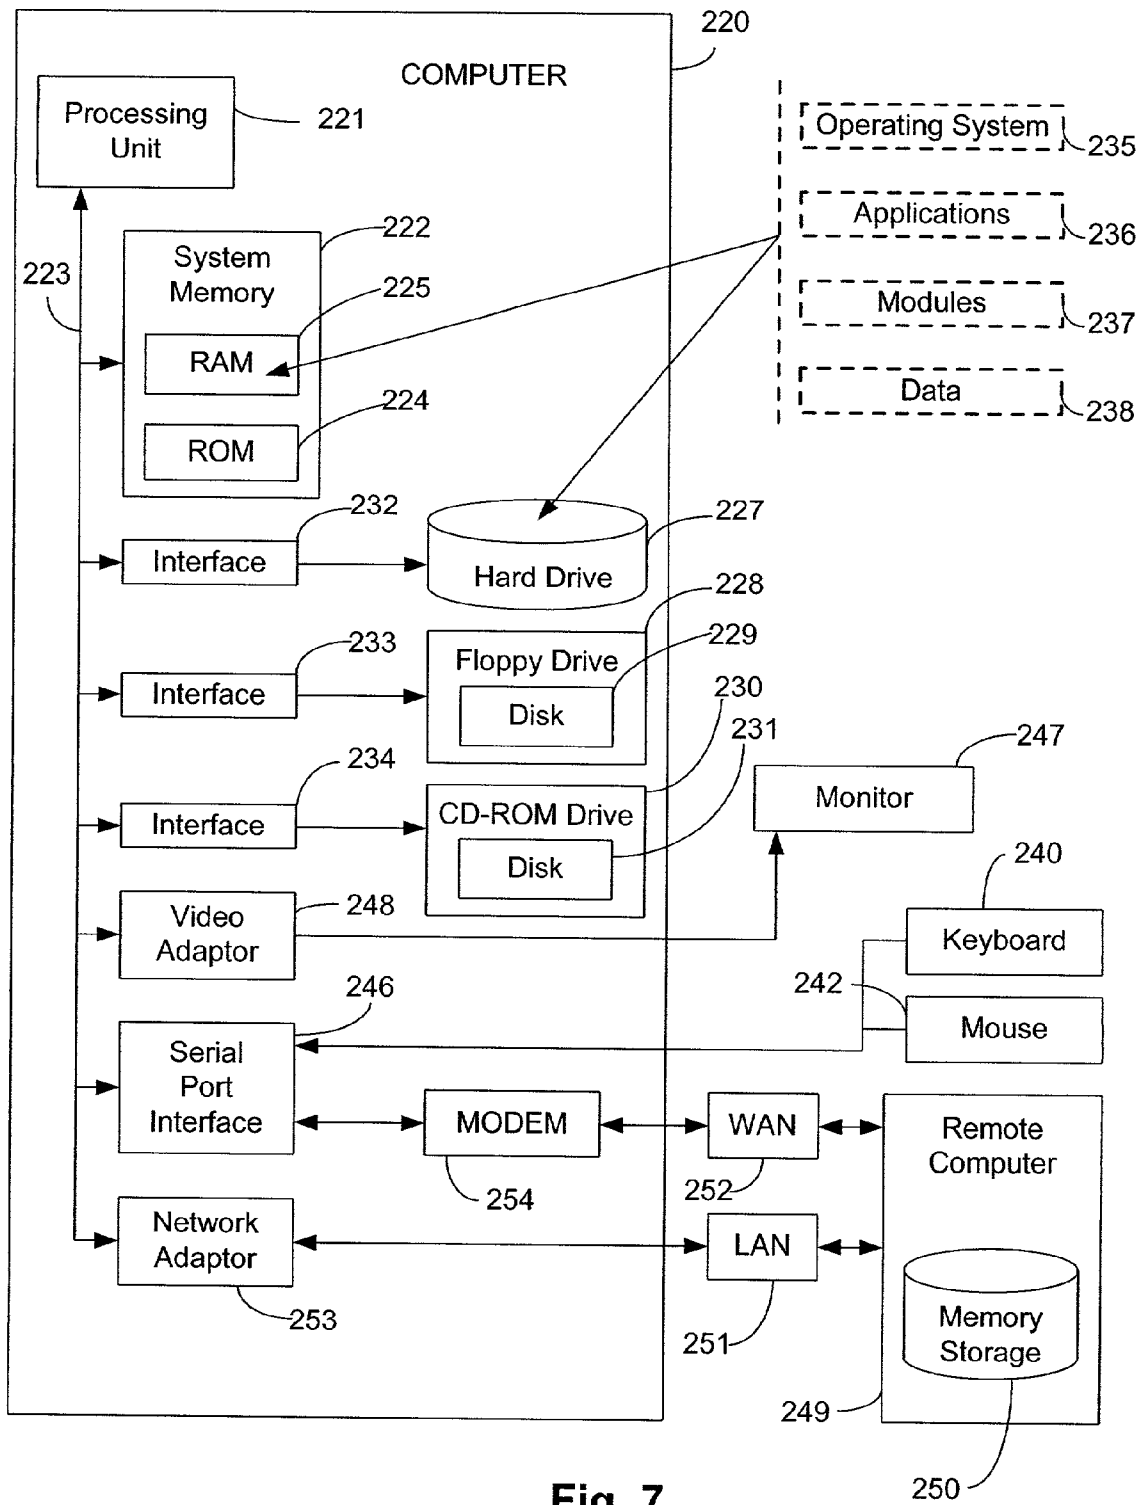 220
COMPUTER
Processing
Unit
221
Operating System
235
Applications
236
Modules
237
Data
238
223
System
Memory
222
225
RAM
224
ROM
232
Interface
227
Hard Drive
228
233
Interface
Floppy Drive
229
Disk
230
231
234
Interface
CD-ROM Drive
Disk
247
Monitor
240
Keyboard
242
Mouse
Video
Adaptor
248
246
Serial
Port
Interface
MODEM
254
WAN
252
Remote
Computer
Network
Adaptor
253
LAN
251
Memory
Storage
249
250
Fig. 7